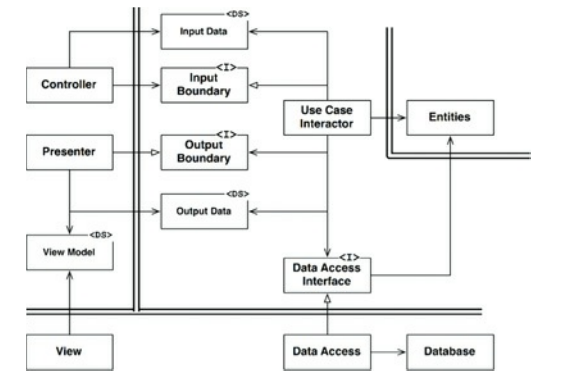 <DS>
Input Data
<I>
Controller
Input
Boundary
Use Case
Interactor
Entities
<I>
Presenter
Output
Boundary
<DS>
Output Data
<DS>
View Model
<I>
Data Access
Interface
View
Data Access
Database